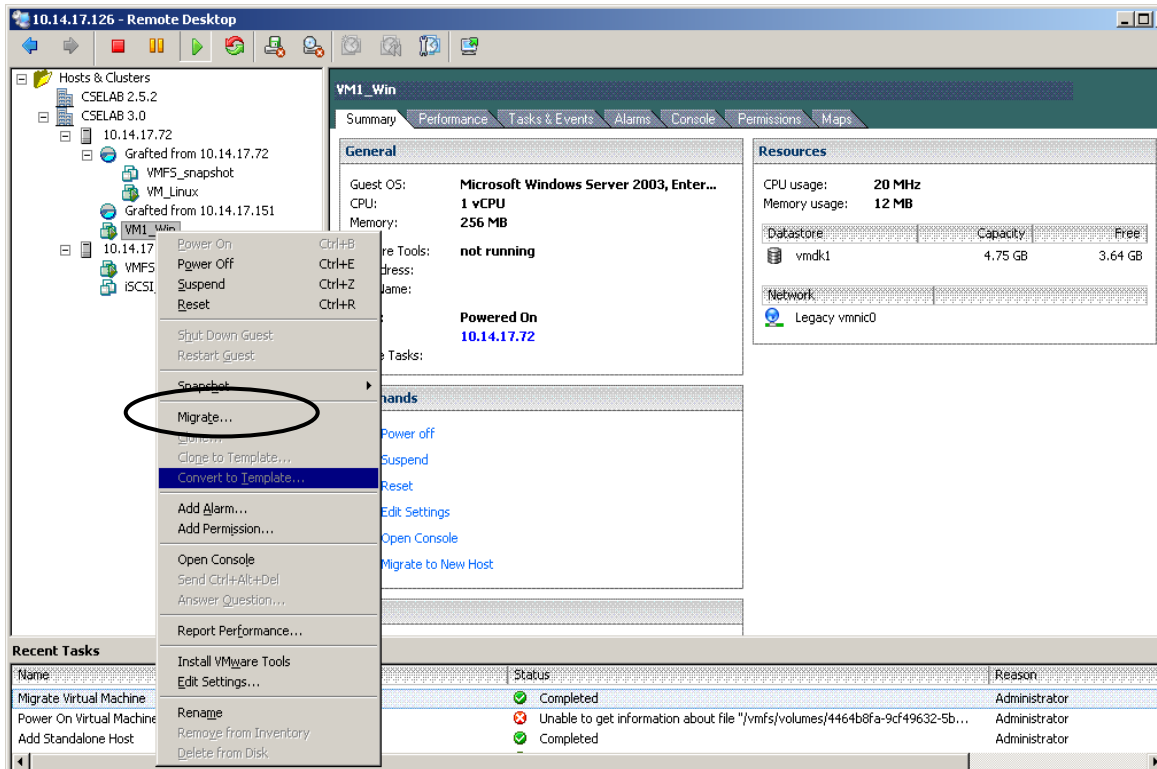 10.14.17.126 - Remote Desktop
Hosts & Clusters
CSELAB 2.5.2
CSELAB 3.0
10.14.17.72
Grafted from 10.14.17.72
VMFS_snapshot
VM_Linux
Grafted from 10.14.17.151
VM1_Win
10.14.17
VMFS
iSCSI_
Power On Ctrl+B
Power Off Ctrl+E
Suspend Ctrl+Z
Reset Ctrl+R
Shut Down Guest
Restart Guest
Snapshot
Migrate...
Clone...
Clone to Template...
Convert to Template...
Add Alarm...
Add Permission...
Open Console
Send Ctrl+Alt+Del
Answer Question...
Report Performance...
Install VMware Tools
Edit Settings...
Rename
Remove from Inventory
Delete from Disk
VM1_Win
Summary Performance Tasks & Events Alarms Console Permissions Maps
General
Guest OS: Microsoft Windows Server 2003, Enter...
CPU: 1 vCPU
Memory: 256 MB
re Tools: not running
dress:
Name:
: Powered On
10.14.17.72
e Tasks:
ands
Power off
Suspend
Reset
Edit Settings
Open Console
Migrate to New Host
Resources
CPU usage: 20 MHz
Memory usage: 12 MB
Datastore Capacity Free
vmdk1 4.75 GB 3.64 GB
Network
Legacy vmnic0
Recent Tasks
Name Status Reason
Migrate Virtual Machine Completed Administrator
Power On Virtual Machine Unable to get information about file "/vmfs/volumes/4464b8fa-9cf49632-5b... Administrator
Add Standalone Host Completed Administrator